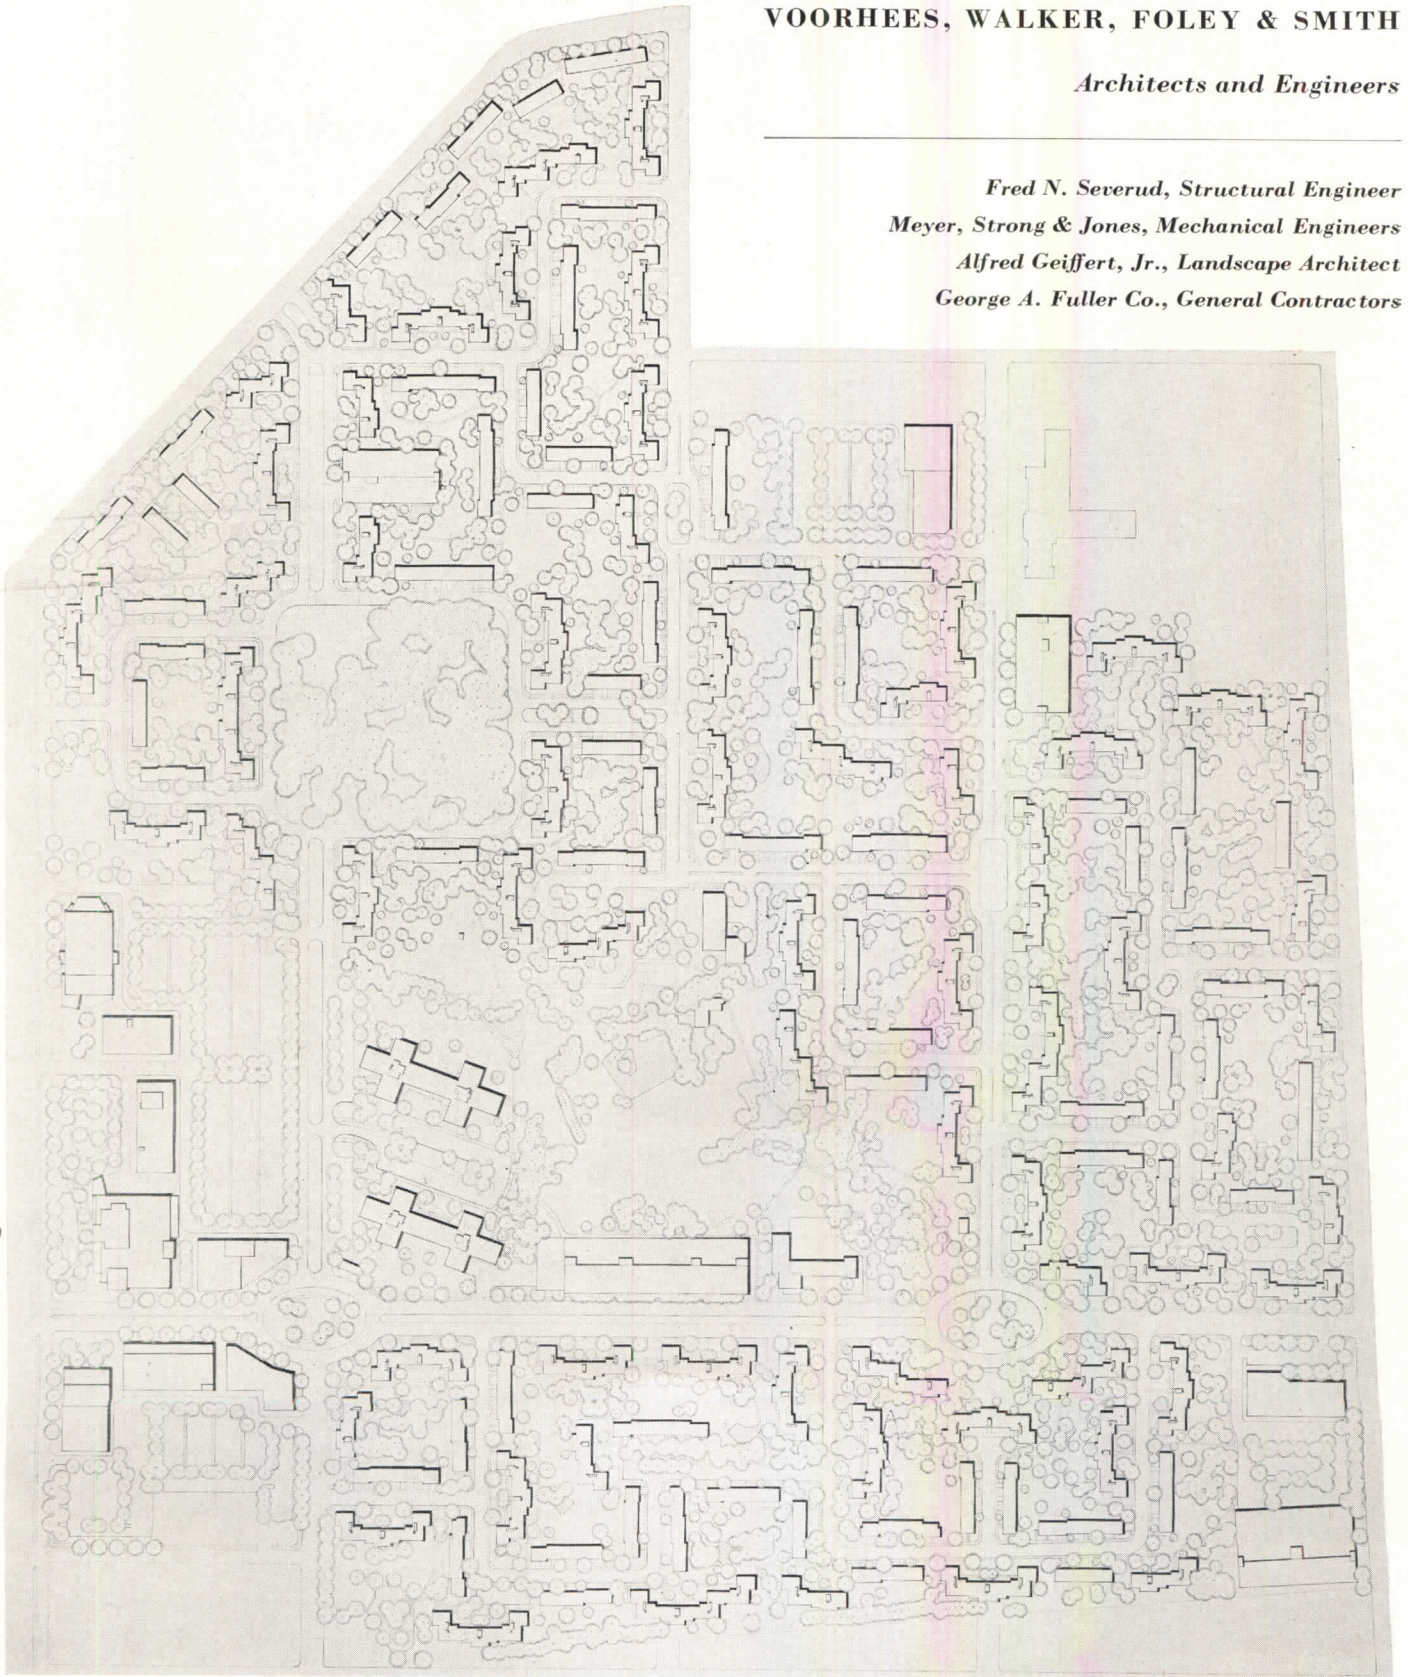 VOORHEES, WALKER, FOLEY & SMITH
Architects and Engineers
Fred N. Severud, Structural Engineer
Meyer, Strong & Jones, Mechanical Engineers
Alfred Geiffert, Jr., Landscape Architect
George A. Fuller Co., General Contractors